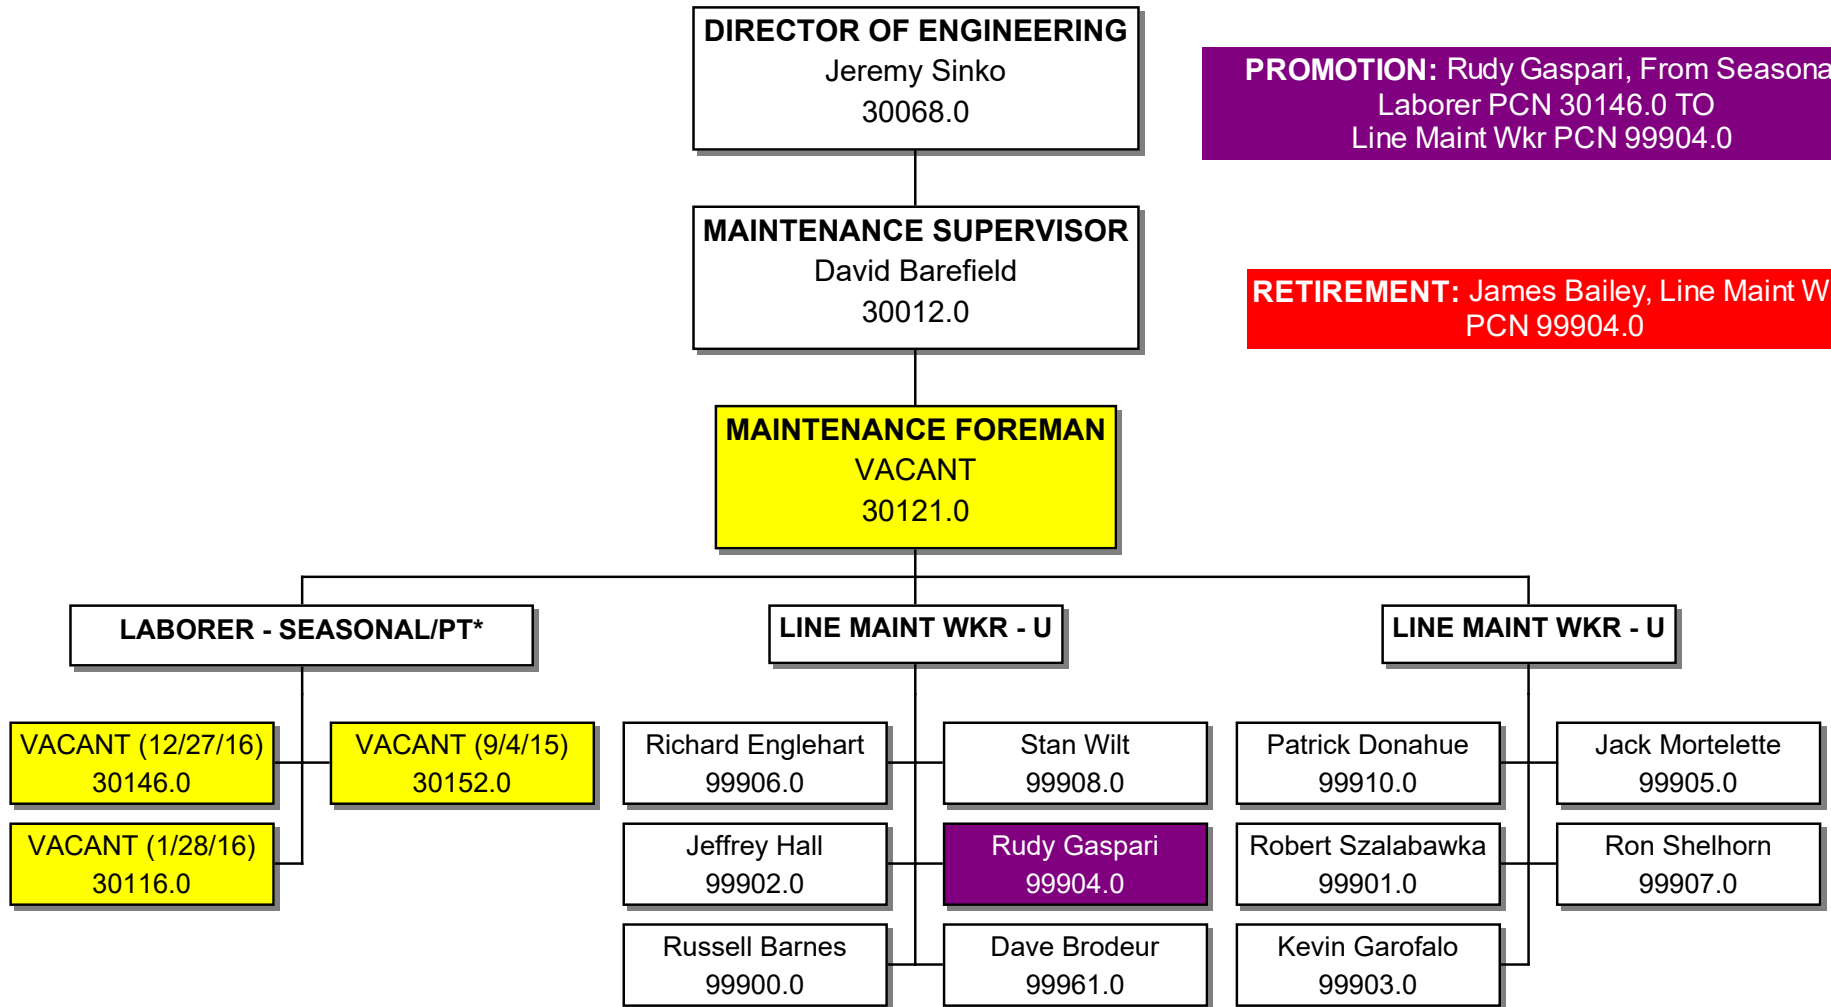 DIRECTOR OF ENGINEERING
Jeremy Sinko
30068.0
PROMOTION: Rudy Gaspari, From Seasona
Laborer PCN 30146.0 TO
Line Maint Wkr PCN 99904.0
MAINTENANCE SUPERVISOR
David Barefield
30012.0
RETIREMENT: James Bailey, Line Maint W
PCN 99904.0
MAINTENANCE FOREMAN
VACANT
30121.0
LABORER - SEASONAL/PT*
VACANT (12/27/16)
30146.0
VACANT (9/4/15)
30152.0
VACANT (1/28/16)
30116.0
LINE MAINT WKR - U
Richard Englehart
99906.0
Stan Wilt
99908.0
Jeffrey Hall
99902.0
Rudy Gaspari
99904.0
Russell Barnes
99900.0
Dave Brodeur
99961.0
LINE MAINT WKR - U
Patrick Donahue
99910.0
Jack Mortelette
99905.0
Robert Szalabawka
99901.0
Ron Shelhorn
99907.0
Kevin Garofalo
99903.0